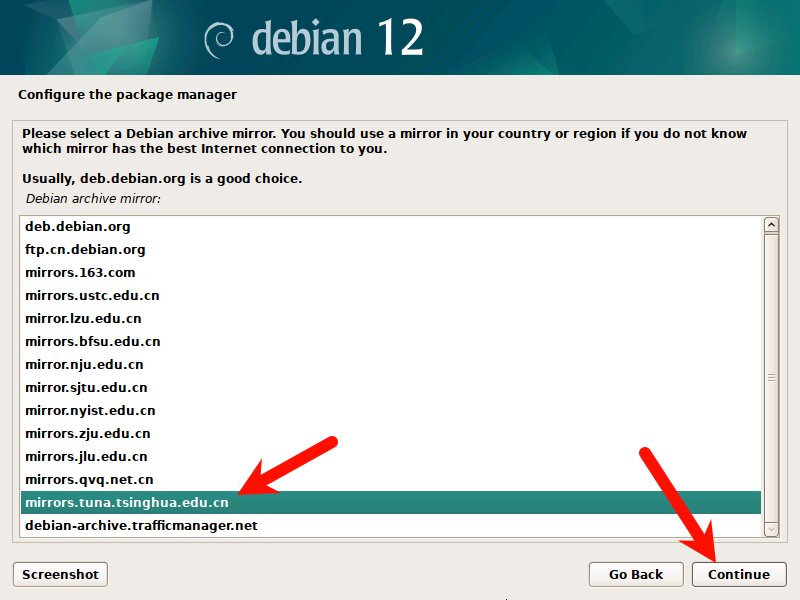 debian 12
Configure the package manager
Please select a Debian archive mirror. You should use a mirror in your country or region if you do not know
which mirror has the best Internet connection to you.
Usually, deb.debian.org is a good choice.
Debian archive mirror:
deb.debian.org
ftp.cn.debian.org
mirrors.163.com
mirrors.ustc.edu.cn
mirror.lzu.edu.cn
mirrors.bfsu.edu.cn
mirror.nju.edu.cn
mirror.sjtu.edu.cn
mirror.nyist.edu.cn
mirrors.zju.edu.cn
mirrors.jlu.edu.cn
mirrors.qvq.net.cn
mirrors.tuna.tsinghua.edu.cn
debian-archive.trafficmanager.net
Screenshot
Go Back
Continue